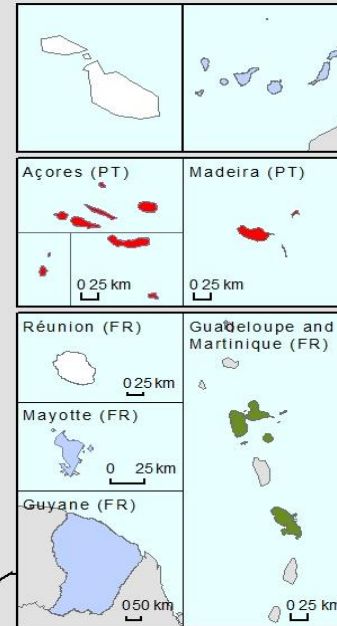 Açores (PT)
Madeira (PT)
0 25 km
0 25 km
Réunion (FR)
Guadeloupe and
Martinique (FR)
0 25 km
Mayotte (FR)
0 25 km
Guyane (FR)
0 50 km
0 25 km